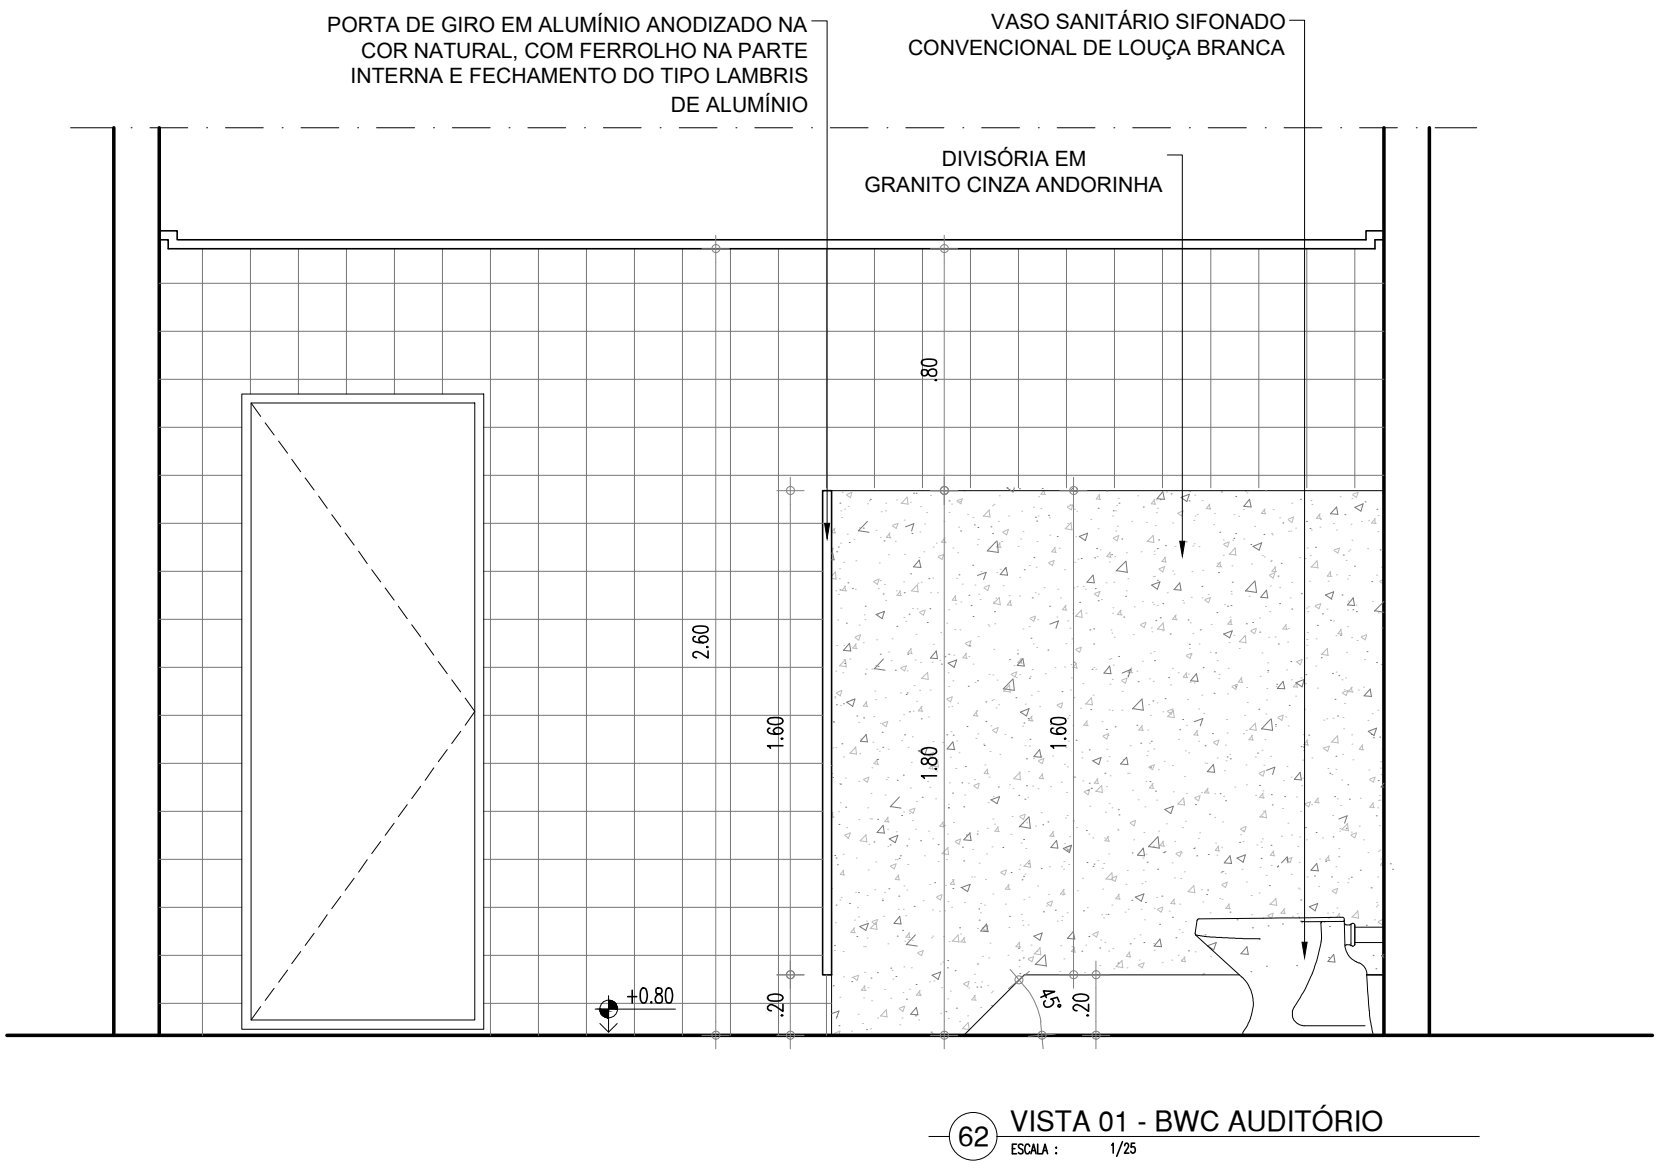 PORTA DE GIRO EM ALUMÍNIO ANODIZADO NA
COR NATURAL, COM FERROLHO NA PARTE
INTERNA E FECHAMENTO DO TIPO LAMBRIS
DE ALUMÍNIO
VASO SANITÁRIO SIFONADO
CONVENCIONAL DE LOUÇA BRANCA
DIVISÓRIA EM
GRANITO CINZA ANDORINHA
.80
2.60
1.60
1.80
1.60
+0.80
.20
45°
.20
62
VISTA 01 - BWC AUDITÓRIO
ESCALA : 1/25